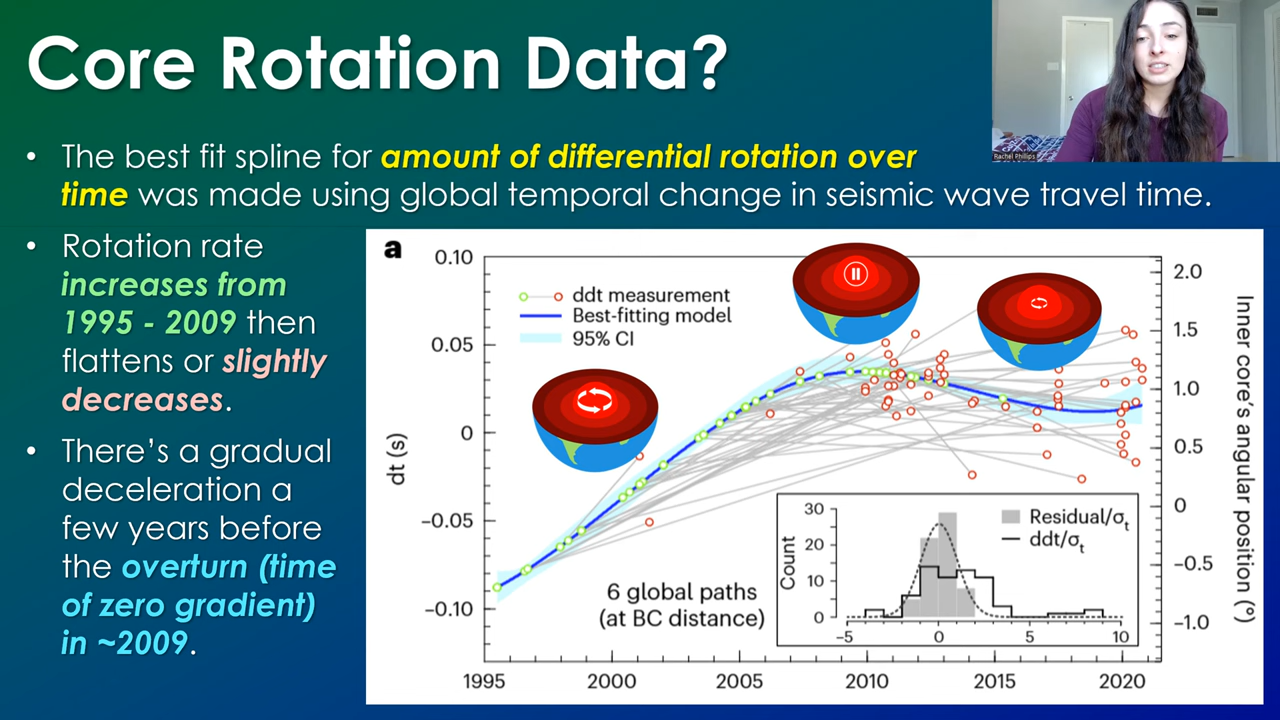 Core Rotation Data?
Rachel Phillips
• The best fit spline for amount of differential rotation over
time was made using global temporal change in seismic wave travel time.
• Rotation rate
increases from
1995 - 2009 then
flattens or slightly
decreases.
• There’s a gradual
deceleration a
few years before
the overturn (time
of zero gradient)
in ~2009.
a
ddt measurement
Best-fitting model
95% CI
0.10
0.05
0
−0.05
−0.10
dt (s)
2.0
1.5
1.0
0.5
0
−0.5
−1.0
Inner core’s angular position (°)
6 global paths
(at BC distance)
Residual/σt
ddt/σt
30
20
10
0
Count
−5 0 5 10
1995 2000 2005 2010 2015 2020